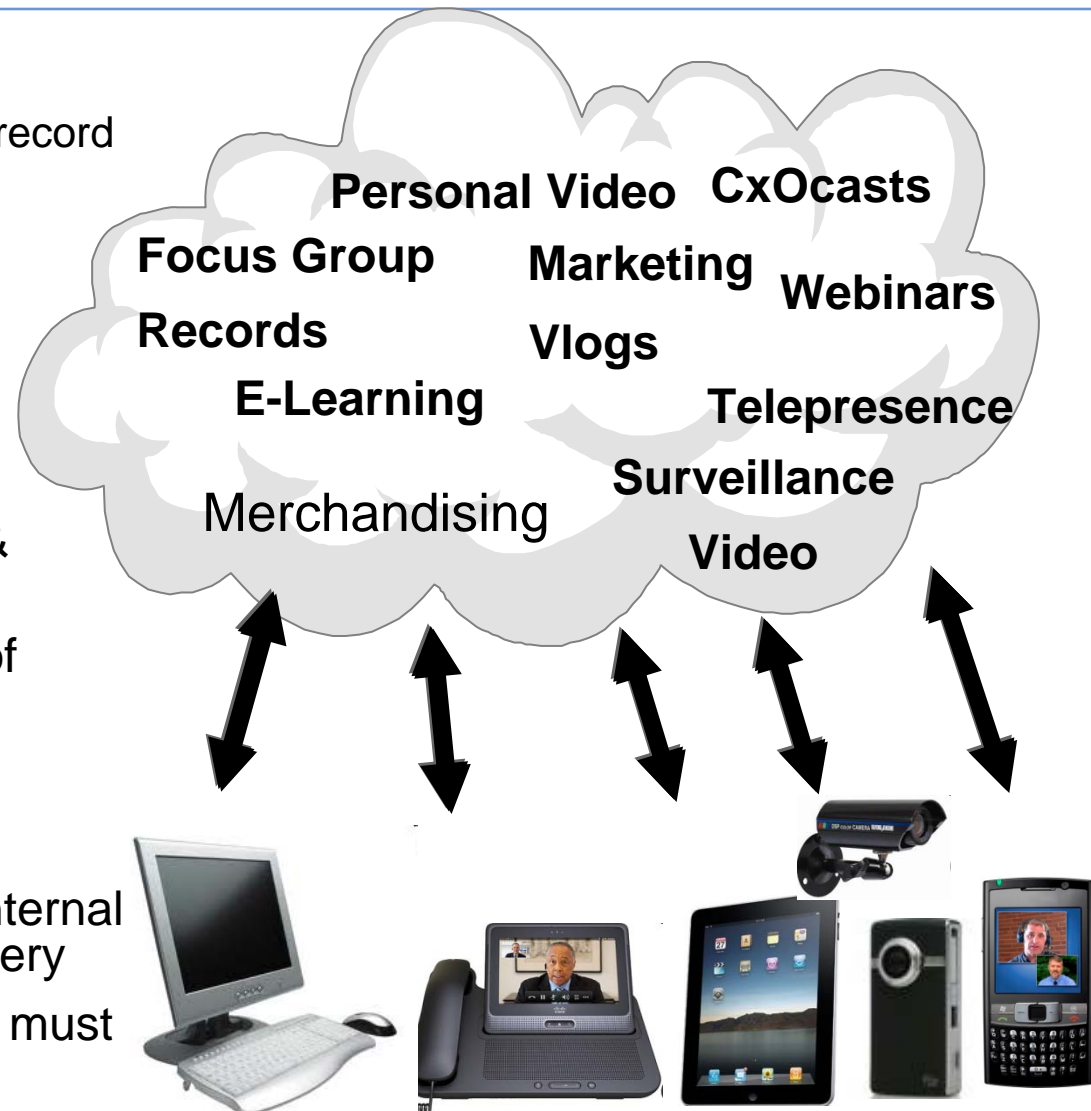 record
Personal Video CxOcasts
Focus Group Marketing Webinars
Records Vlogs
E-Learning Telepresence
Surveillance
Merchandising
&
Video
of
nternal
ery
must